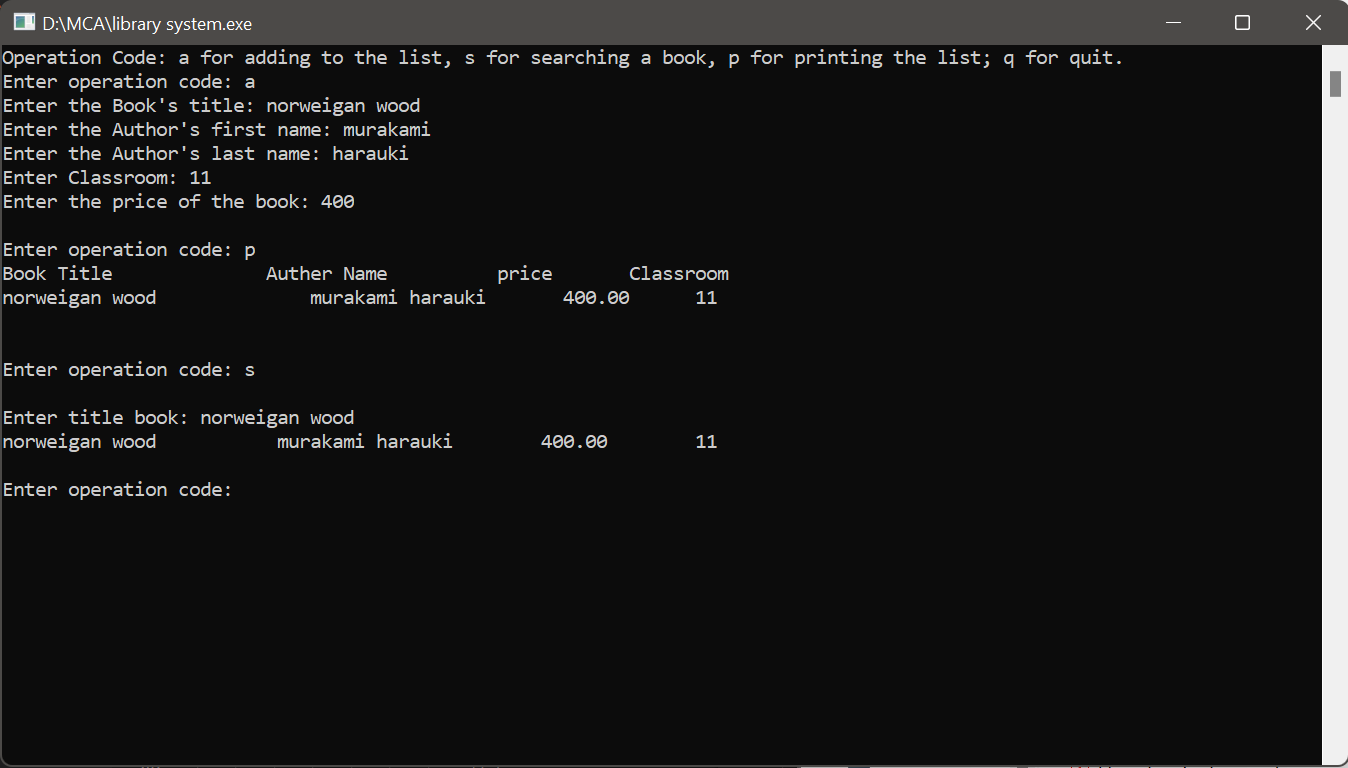 D:\MCA\library system.exe
Operation Code: a for adding to the list, s for searching a book, p for printing the list; q for quit.
Enter operation code: a
Enter the Book's title: norweigan wood
Enter the Author's first name: murakami
Enter the Author's last name: harauki
Enter Classroom: 11
Enter the price of the book: 400
Enter operation code: p
Book Title              Auther Name          price       Classroom
norweigan wood              murakami harauki       400.00      11
Enter operation code: s
Enter title book: norweigan wood
norweigan wood           murakami harauki        400.00        11
Enter operation code: